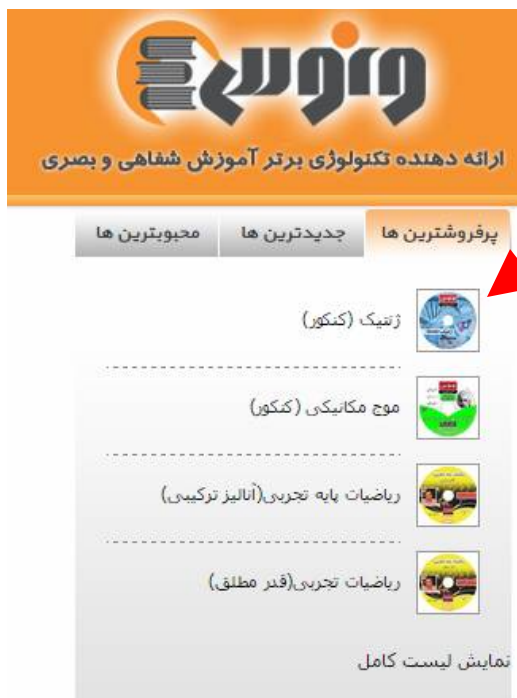 ونوس
ارائه دهنده تکنولوژی برتر آموزش شفاهی و بصری
پرفروشترین ها
جدیدترین ها
محبوبترین ها
ژنتیک (کنکور)
موج مکانیکی (کنکور)
ریاضیات پایه تجربی(آنالیز ترکیبی)
ریاضیات تجربی(قدر مطلق)
نمایش لیست کامل